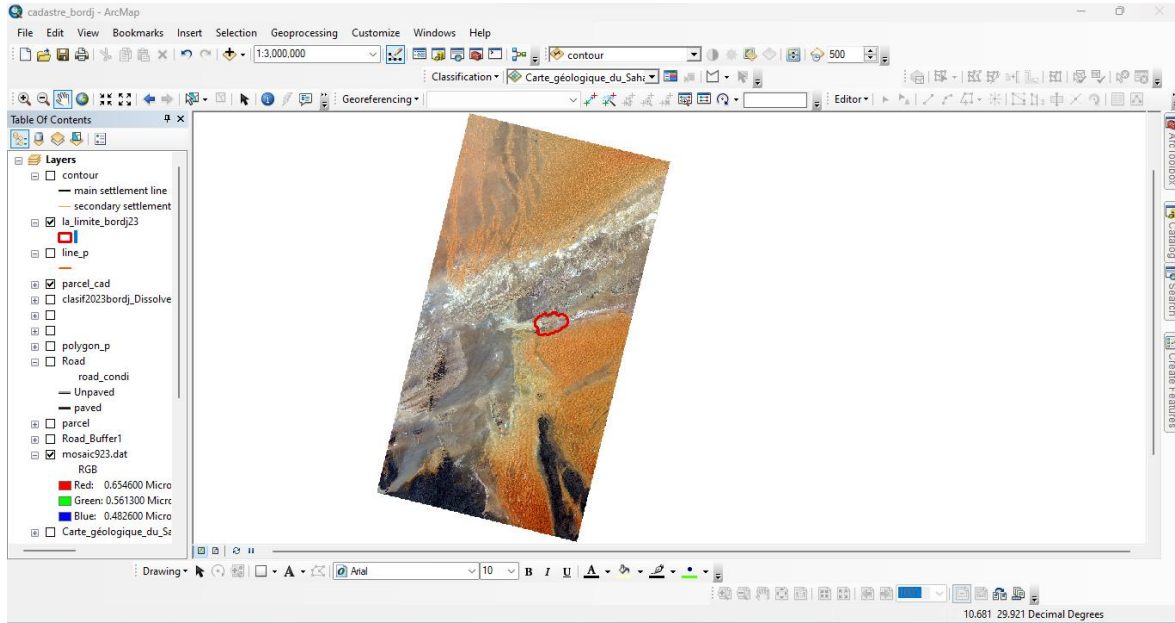 cadastre_bordj - ArcMap
File Edit View Bookmarks Insert Selection Geoprocessing Customize Windows Help
1:3,000,000
contour
500
Classification
Carte_géologique_du_Saha
Georeferencing
Editor
Table Of Contents
Layers
contour
main settlement line
secondary settlement
la_limite_bordj23
line_p
parcel_cad
clasif2023bordj_Dissolve
polygon_p
Road
road_condi
Unpaved
paved
parcel
Road_Buffer1
mosaic923.dat
RGB
Red: 0.654600 Micro
Green: 0.561300 Micro
Blue: 0.482600 Micro
Carte_géologique_du_Sa
ArcToolbox
Catalog
Search
Create Features
Drawing
Arial
10
B I U A
10.681 29.921 Decimal Degrees